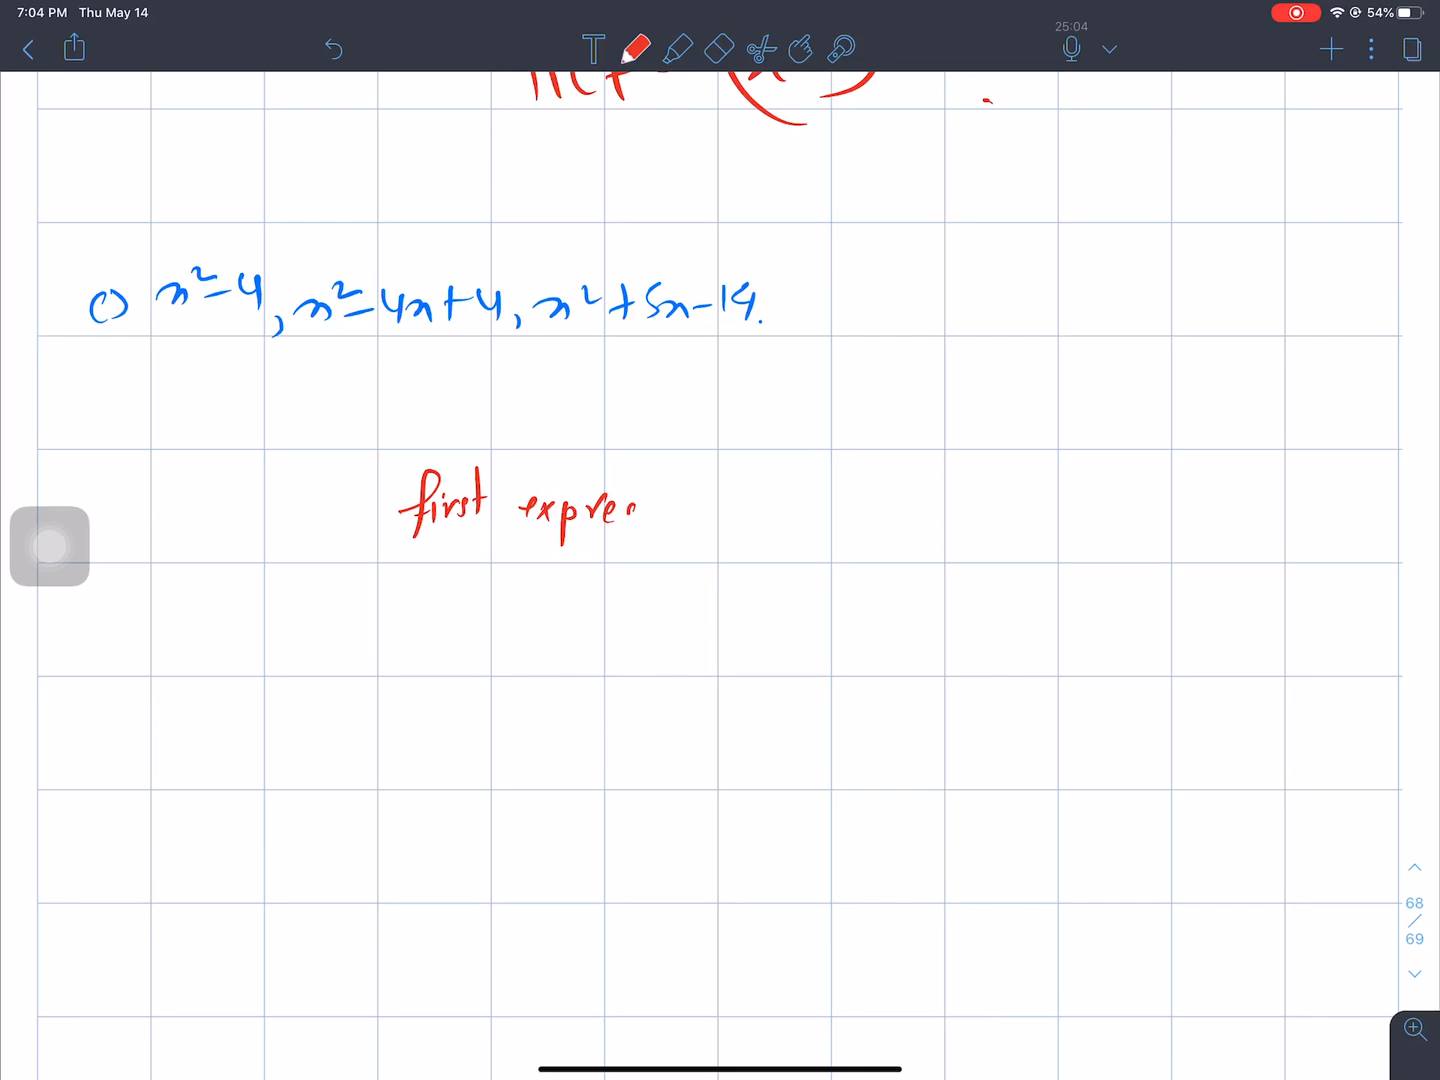 7:04 PM Thu May 14
54%
25:04
T
c) x²-4, x²-4x+4, x²+5x-14.
first expre
68
/
69